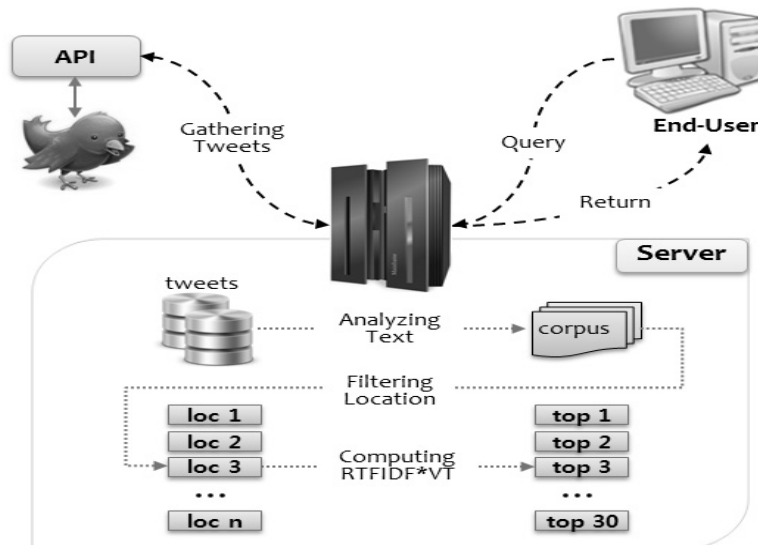 API
Gathering
Tweets
Query
End-User
Return
Server
tweets
Analyzing
Text
corpus
Filtering
Location
loc 1
top 1
loc 2
top 2
Computing
RTFIDF*VT
loc 3
top 3
...
...
loc n
top 30